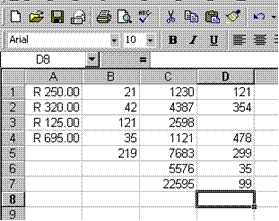 Arial 10 B I U
D8 =
A B C D
1 R 250.00 21 1230 121
2 R 320.00 42 4387 354
3 R 125.00 121 2598
4 R 695.00 35 1121 478
5 219 7683 299
6 5576 35
7 22595 99
8
9